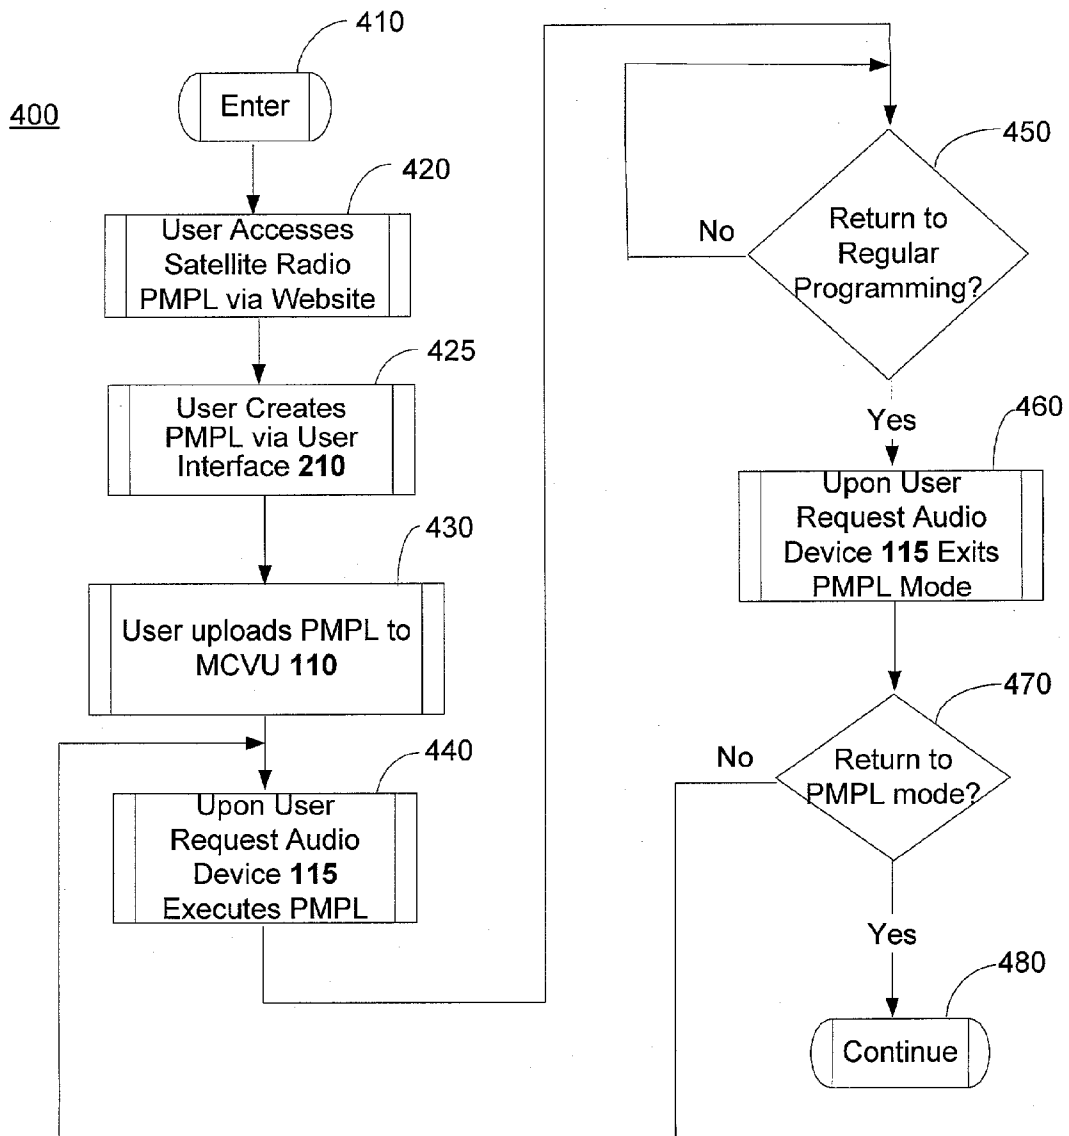 400
410
Enter
420
User Accesses
Satellite Radio
PMPL via Website
425
User Creates
PMPL via User
Interface 210
430
User uploads PMPL to
MCVU 110
440
Upon User
Request Audio
Device 115
Executes PMPL
450
Return to
Regular
Programming?
No
Yes
460
Upon User
Request Audio
Device 115 Exits
PMPL Mode
470
Return to
PMPL mode?
No
Yes
480
Continue